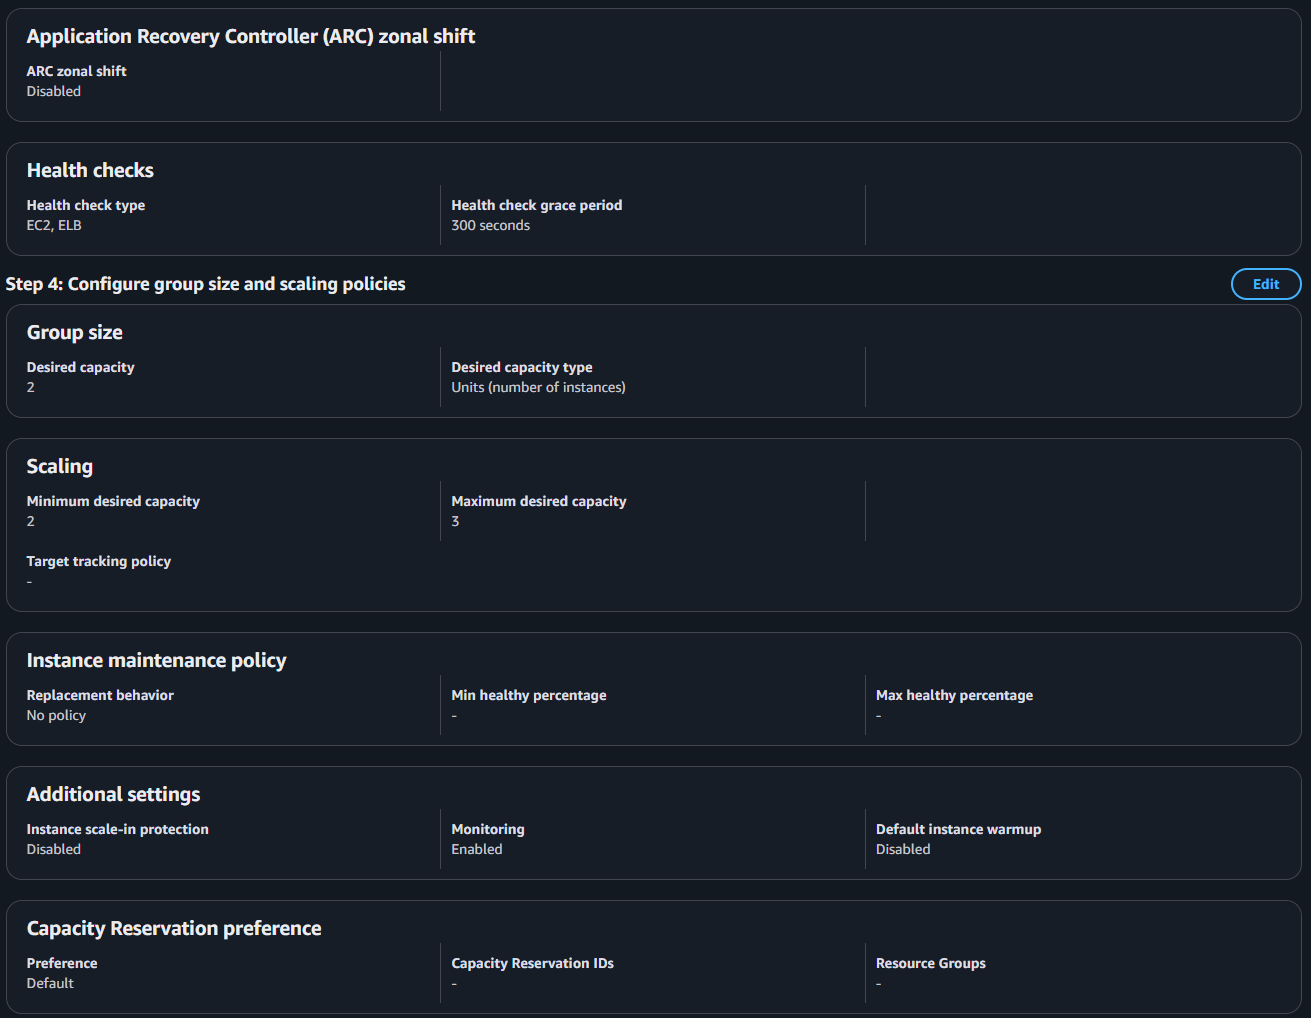 Application Recovery Controller (ARC) zonal shift
ARC zonal shift
Disabled
Health checks
Health check type
EC2, ELB
Health check grace period
300 seconds
Step 4: Configure group size and scaling policies
Edit
Group size
Desired capacity
2
Desired capacity type
Units (number of instances)
Scaling
Minimum desired capacity
2
Maximum desired capacity
3
Target tracking policy
-
Instance maintenance policy
Replacement behavior
No policy
Min healthy percentage
-
Max healthy percentage
-
Additional settings
Instance scale-in protection
Disabled
Monitoring
Enabled
Default instance warmup
Disabled
Capacity Reservation preference
Preference
Default
Capacity Reservation IDs
-
Resource Groups
-